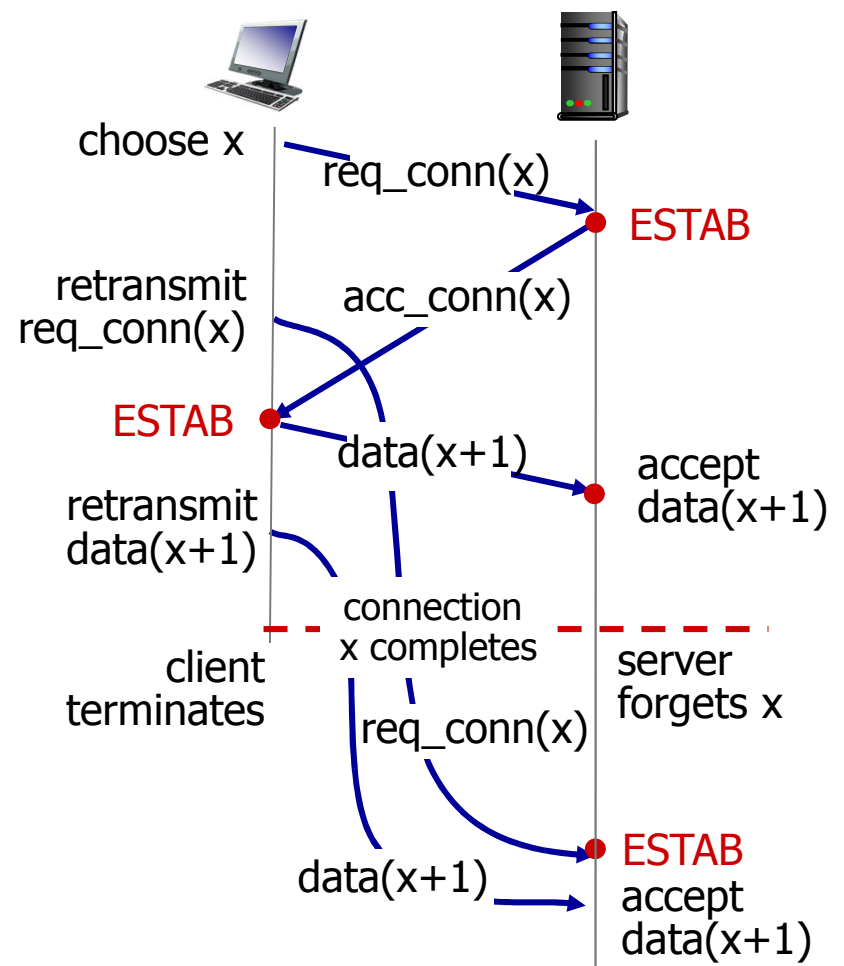 choose x
req_conn(x)
ESTAB
retransmit
req_conn(x)
acc_conn(x)
ESTAB
data(x+1)
accept
data(x+1)
retransmit
data(x+1)
connection
x completes
client
terminates
server
forgets x
req_conn(x)
ESTAB
data(x+1)
accept
data(x+1)